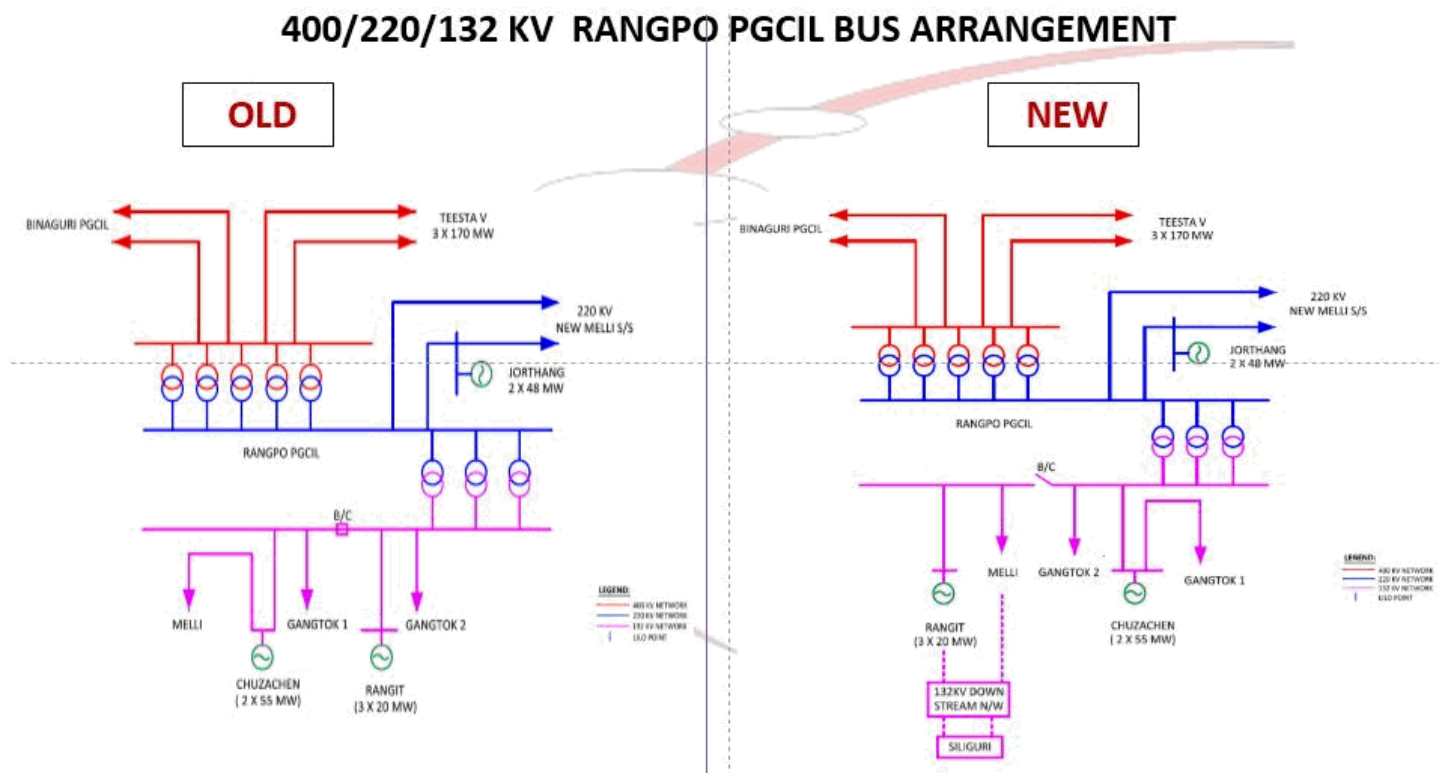 400/220/132 KV RANGPO PGCIL BUS ARRANGEMENT
OLD
BINAGURI PGCIL
TEESTA V
3 X 170 MW
220 KV
NEW MELLI S/S
JORTHANG
2 X 48 MW
RANGPO PGCIL
B/C
MELLI
GANGTOK 1
GANGTOK 2
CHUZACHEN
( 2 X 55 MW)
RANGIT
(3 X 20 MW)
LEGEND:
400 KV NETWORK
220 KV NETWORK
132 KV NETWORK
LILO POINT
NEW
BINAGURI PGCIL
TEESTA V
3 X 170 MW
220 KV
NEW MELLI S/S
JORTHANG
2 X 48 MW
RANGPO PGCIL
B/C
MELLI
GANGTOK 2
GANGTOK 1
RANGIT
(3 X 20 MW)
CHUZACHEN
( 2 X 55 MW)
132KV DOWN
STREAM N/W
SILIGURI
LEGEND:
400 KV NETWORK
220 KV NETWORK
132 KV NETWORK
LILO POINT